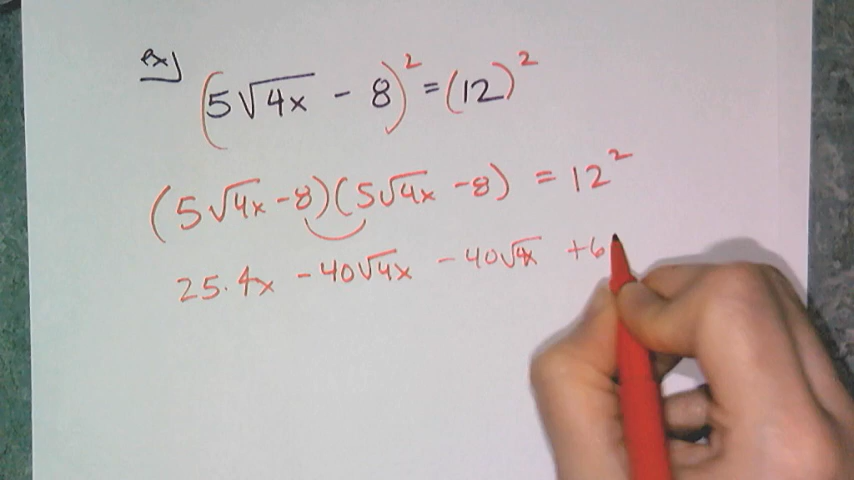 ex)
(5√4x - 8)² = (12)²
(5√4x - 8)(5√4x - 8) = 12²
25·4x - 40√4x - 40√4x + 6